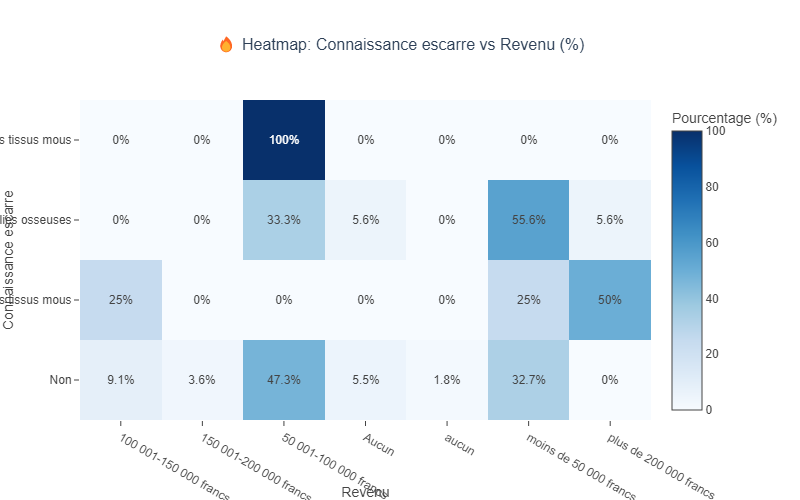 🔥 Heatmap: Connaissance escarre vs Revenu (%)
Pourcentage (%)
100
80
60
40
20
0
Connaissance escarre
s tissus mous
0%
0%
100%
0%
0%
0%
0%
osseuses
0%
0%
33.3%
5.6%
0%
55.6%
5.6%
s tissus mous
25%
0%
0%
0%
0%
25%
50%
Non
9.1%
3.6%
47.3%
5.5%
1.8%
32.7%
0%
100 001-150 000 francs
150 001-200 000 francs
50 001-100 000 francs
Aucun
aucun
moins de 50 000 francs
plus de 200 000 francs
Revenu